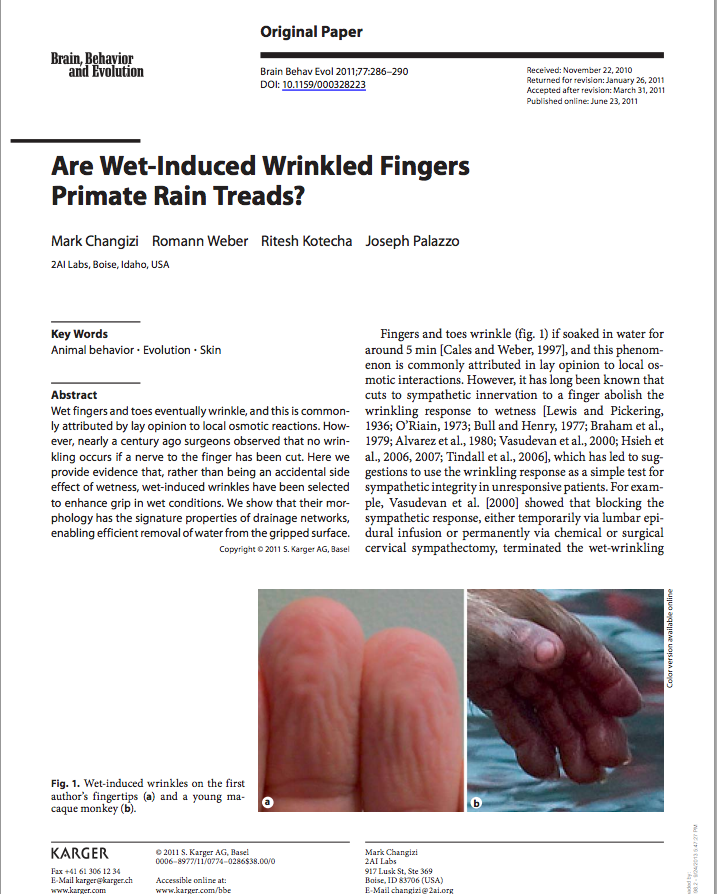 Original Paper
Brain, Behavior
and Evolution
Brain Behav Evol 2011;77:286–290
DOI: 10.1159/000328223
Received: November 22, 2010
Returned for revision: January 26, 2011
Accepted after revision: March 31, 2011
Published online: June 23, 2011
Are Wet-Induced Wrinkled Fingers
Primate Rain Treads?
Mark Changizi Romann Weber Ritesh Kotecha Joseph Palazzo
2AI Labs, Boise, Idaho, USA
Key Words
Animal behavior · Evolution · Skin
Abstract
Wet fingers and toes eventually wrinkle, and this is common-
ly attributed by lay opinion to local osmotic reactions. How-
ever, nearly a century ago surgeons observed that no wrin-
kling occurs if a nerve to the finger has been cut. Here we
provide evidence that, rather than being an accidental side
effect of wetness, wet-induced wrinkles have been selected
to enhance grip in wet conditions. We show that their mor-
phology has the signature properties of drainage networks,
enabling efficient removal of water from the gripped surface.
Copyright © 2011 S. Karger AG, Basel
Fingers and toes wrinkle (fig. 1) if soaked in water for
around 5 min [Cales and Weber, 1997], and this phenom-
enon is commonly attributed in lay opinion to local os-
motic interactions. However, it has long been known that
cuts to sympathetic innervation to a finger abolish the
wrinkling response to wetness [Lewis and Pickering,
1936; O'Riain, 1973; Bull and Henry, 1977; Braham et al.,
1979; Alvarez et al., 1980; Vasudevan et al., 2000; Hsieh et
al., 2006, 2007; Tindall et al., 2006], which has led to sug-
gestions to use the wrinkling response as a simple test for
sympathetic integrity in unresponsive patients. For exam-
ple, Vasudevan et al. [2000] showed that blocking the
sympathetic response, either temporarily via lumbar epi-
dural infusion or permanently via chemical or surgical
cervical sympathectomy, terminated the wet-wrinkling
Color version available online
a
b
Fig. 1. Wet-induced wrinkles on the first
author's fingertips (a) and a young ma-
caque monkey (b).
KARGER
Fax +41 61 306 12 34
E-Mail karger@karger.ch
www.karger.com
© 2011 S. Karger AG, Basel
0006–8977/11/0774–0286$38.00/0
Accessible online at:
www.karger.com/bbe
Mark Changizi
2AI Labs
917 Lusk St, Ste 369
Boise, ID 83706 (USA)
E-Mail changizi@2ai.org